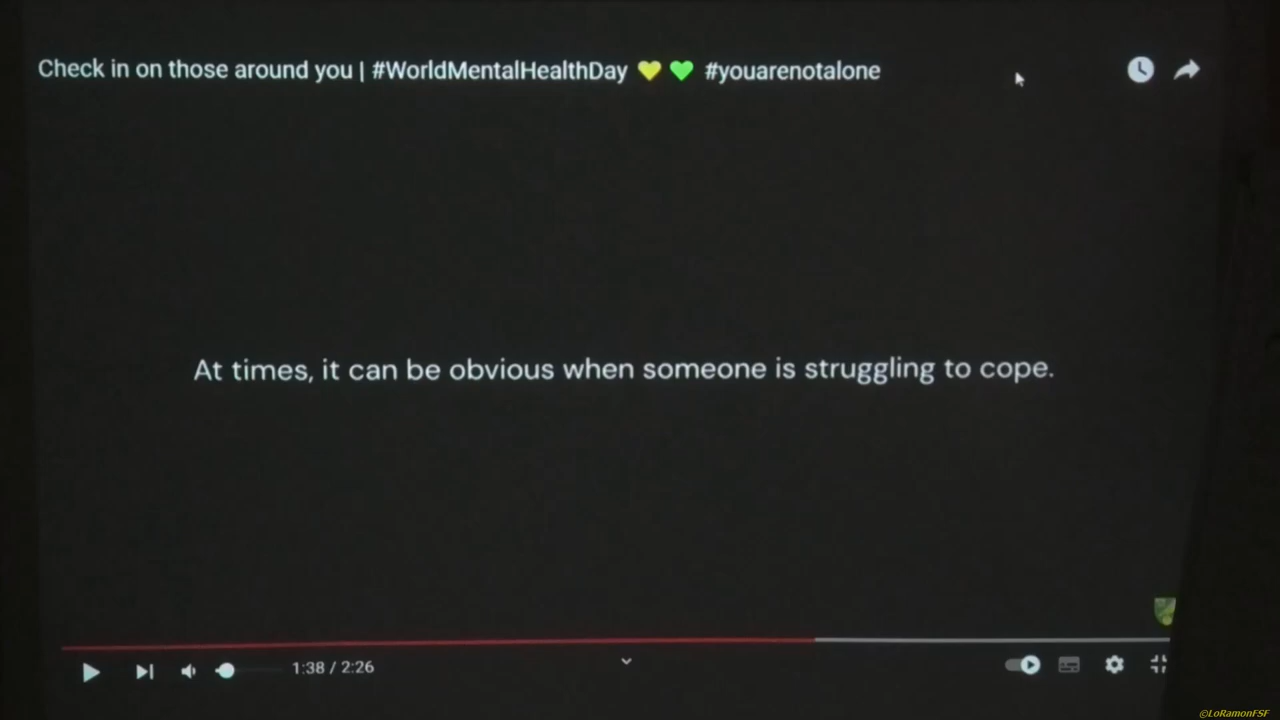 Check in on those around you | #WorldMentalHealthDay 💛💚 #youarenotalone
At times, it can be obvious when someone is struggling to cope.
1:38 / 2:26
©LoRamonFSF